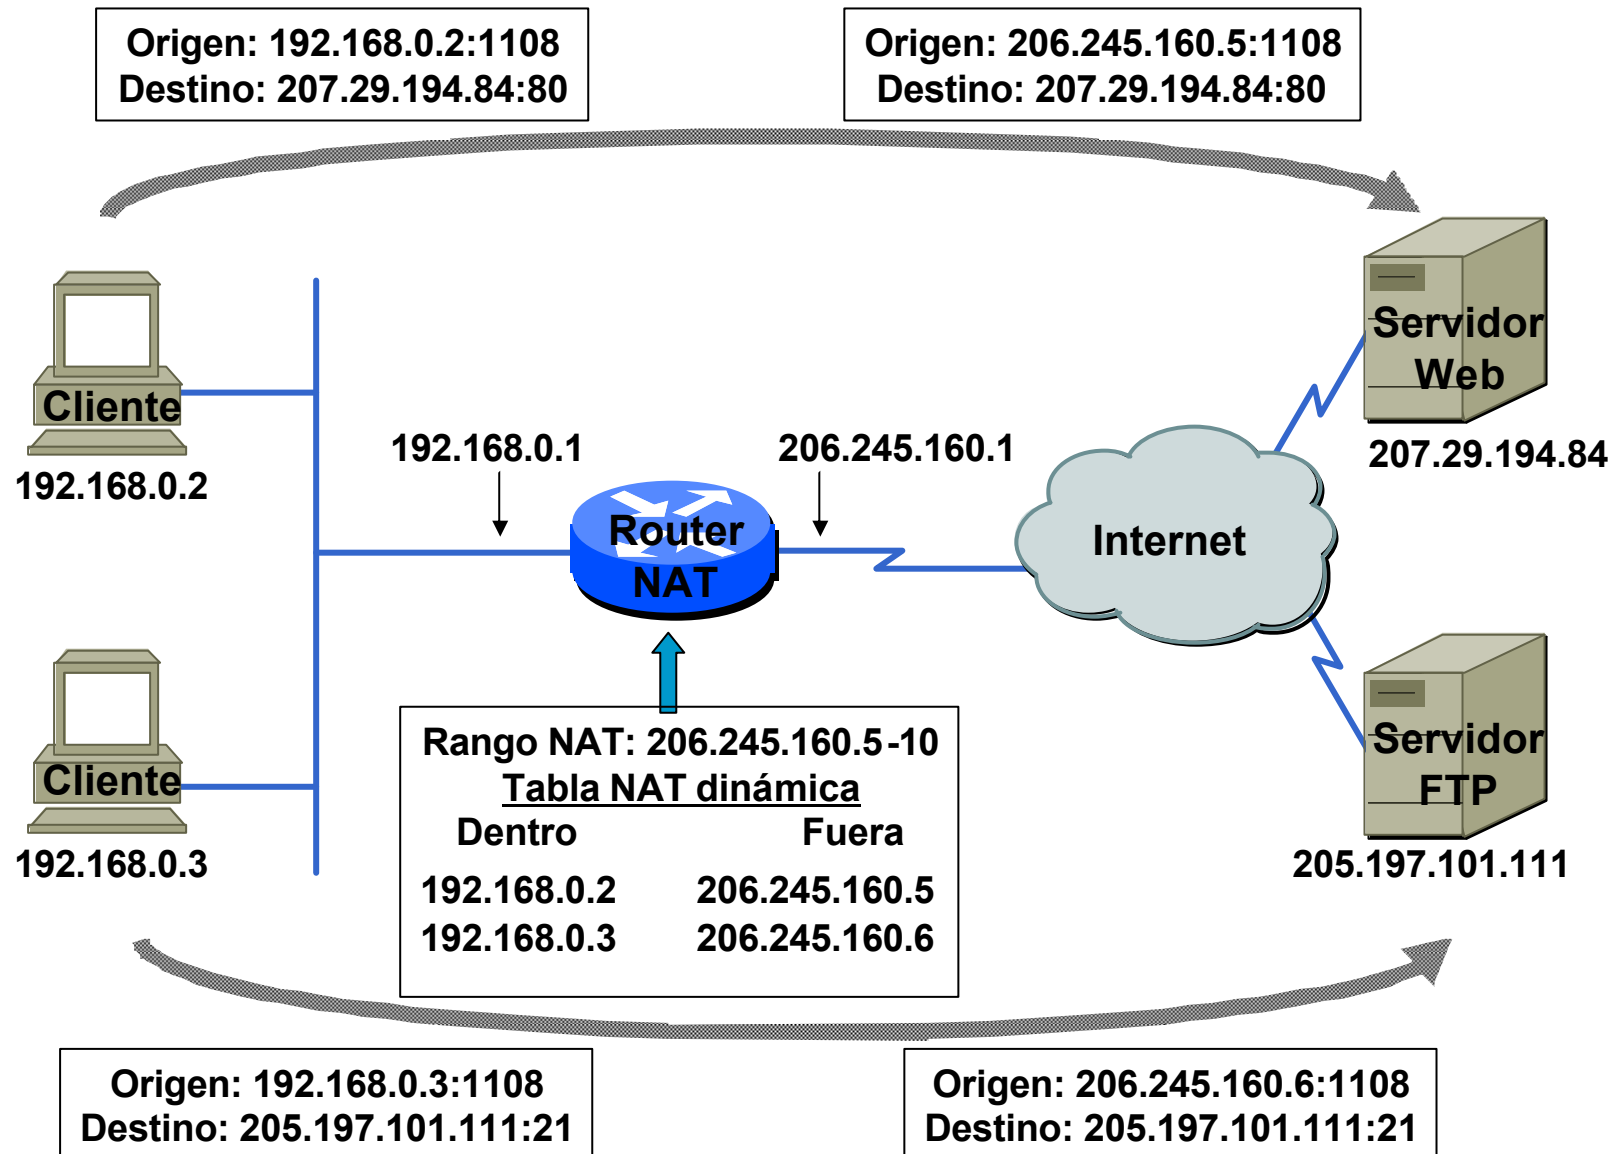 Origen: 192.168.0.2:1108
Destino: 207.29.194.84:80
Origen: 206.245.160.5:1108
Destino: 207.29.194.84:80
Cliente
192.168.0.2
192.168.0.1
206.245.160.1
Servidor
Web
207.29.194.84
Router
NAT
Internet
Cliente
192.168.0.3
Rango NAT: 206.245.160.5-10
Tabla NAT dinámica
Dentro Fuera
192.168.0.2 206.245.160.5
192.168.0.3 206.245.160.6
Servidor
FTP
205.197.101.111
Origen: 192.168.0.3:1108
Destino: 205.197.101.111:21
Origen: 206.245.160.6:1108
Destino: 205.197.101.111:21